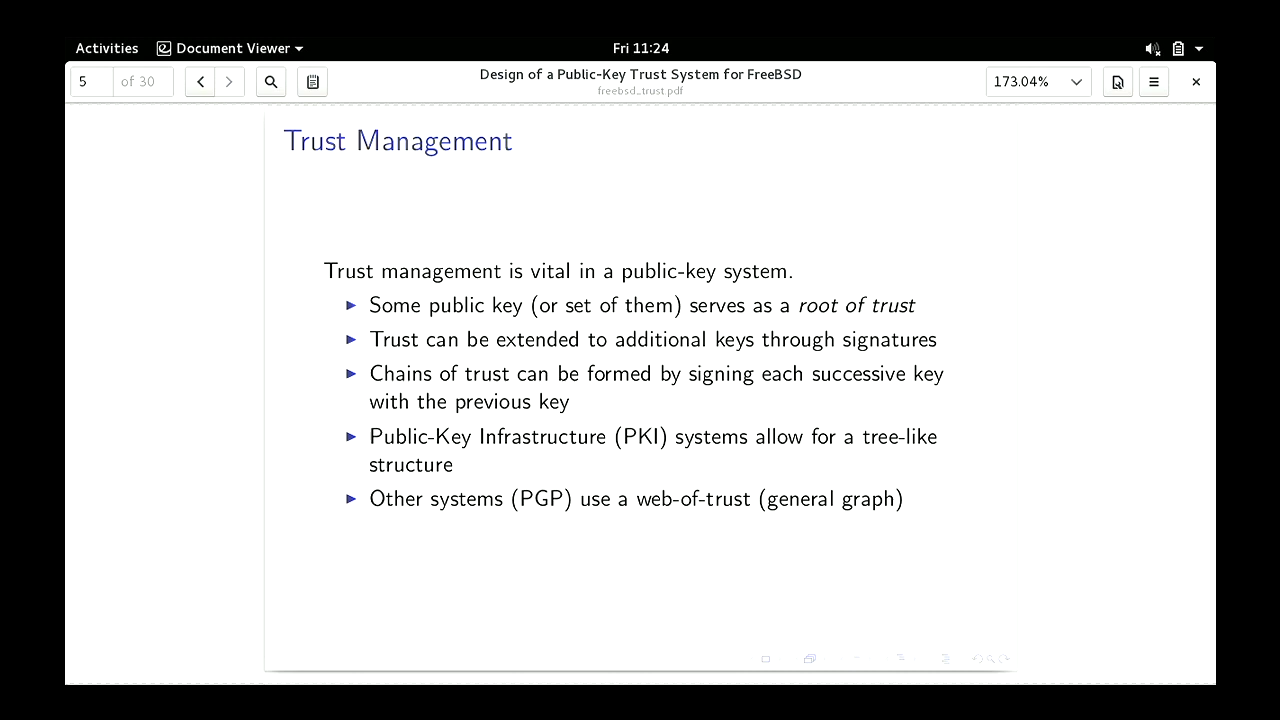 Activities Document Viewer Fri 11:24
5 of 30 Design of a Public-Key Trust System for FreeBSD 173.04%
freebsd_trust.pdf
Trust Management
Trust management is vital in a public-key system.
Some public key (or set of them) serves as a root of trust
Trust can be extended to additional keys through signatures
Chains of trust can be formed by signing each successive key
with the previous key
Public-Key Infrastructure (PKI) systems allow for a tree-like
structure
Other systems (PGP) use a web-of-trust (general graph)